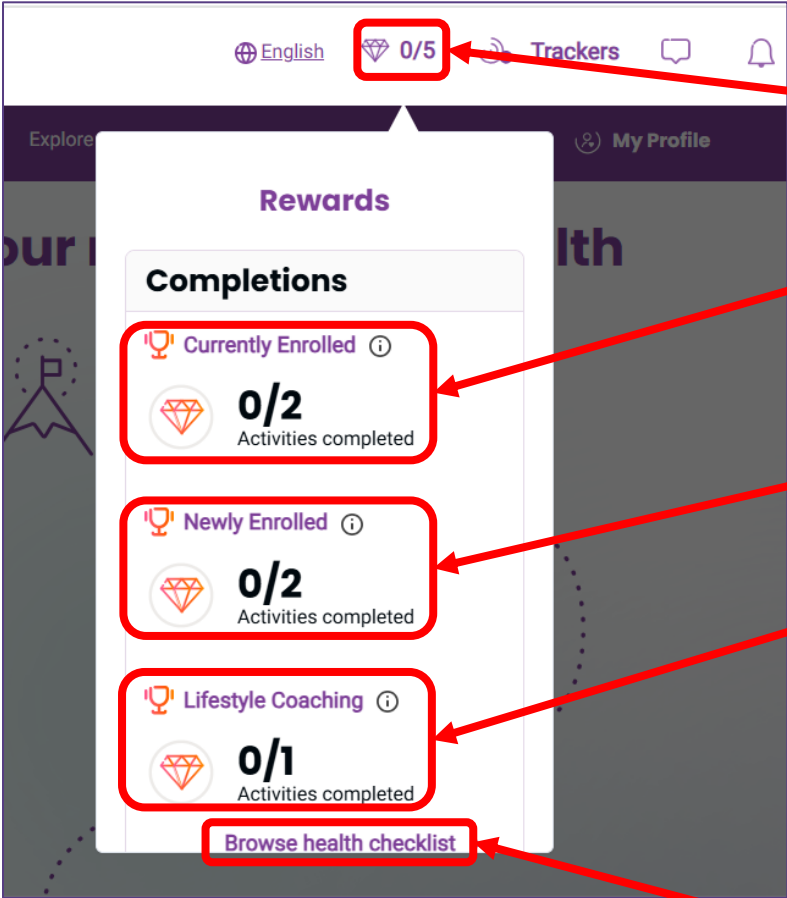 English 0/5 Trackers
Explore My Profile
Rewards
our lth
Completions
Currently Enrolled
0/2
Activities completed
Newly Enrolled
0/2
Activities completed
Lifestyle Coaching
0/1
Activities completed
Browse health checklist